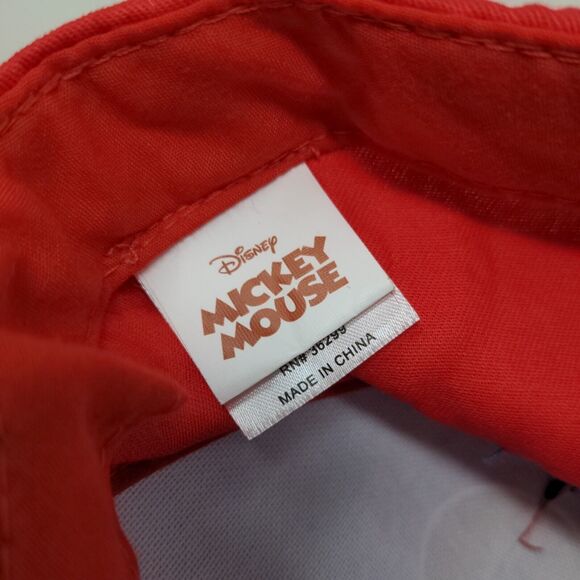 Disney
MICKEY
MOUSE
RN# 36299
MADE IN CHINA